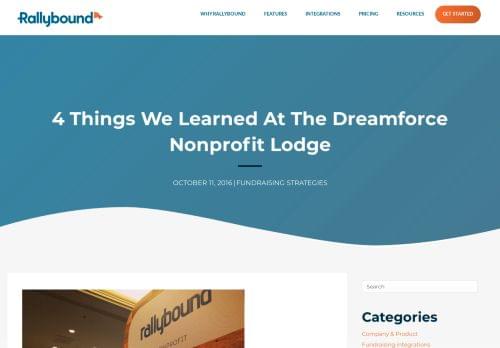 Rallybound
WHY RALLYBOUND
FEATURES
INTEGRATIONS
PRICING
RESOURCES
GET STARTED
4 Things We Learned At The Dreamforce
Nonprofit Lodge
OCTOBER 11, 2016 | FUNDRAISING STRATEGIES
rallybound
NPROFIT
Search
Categories
Company & Product
Fundraising integrations